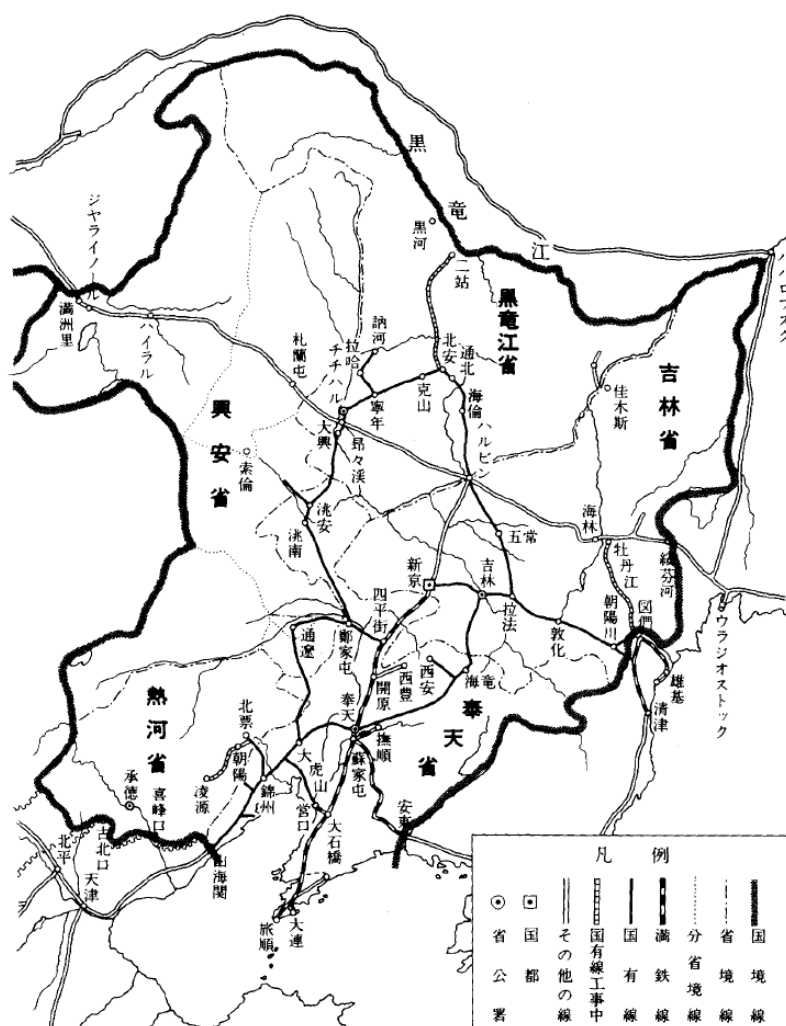 黒竜江
ハバロフスク
ジヤライノール
満洲里
ハイラル
札蘭屯
チチハル
拉哈
訥河
黒河
二站
黒竜江省
北安
通北
海倫
克山
寧年
大興
昂々渓
ハルビン
佳木斯
吉林省
興安省
索倫
洮安
洮南
五常
海林
牡丹江
綏芬河
新京
吉林
拉法
敦化
朝陽川
図們
ウラジオストック
雄基
清津
四平街
鄭家屯
通遼
開原
西豊
西安
海竜
奉天省
奉天
撫順
蘇家屯
安東
熱河省
承徳
喜峰口
古北口
北平
天津
山海関
北票
朝陽
凌源
錦州
大虎山
営口
大石橋
大連
旅順
凡例
国境線
省境線
分省境線
満鉄線
国有線
国有線工事中
その他の線
国都
省公署